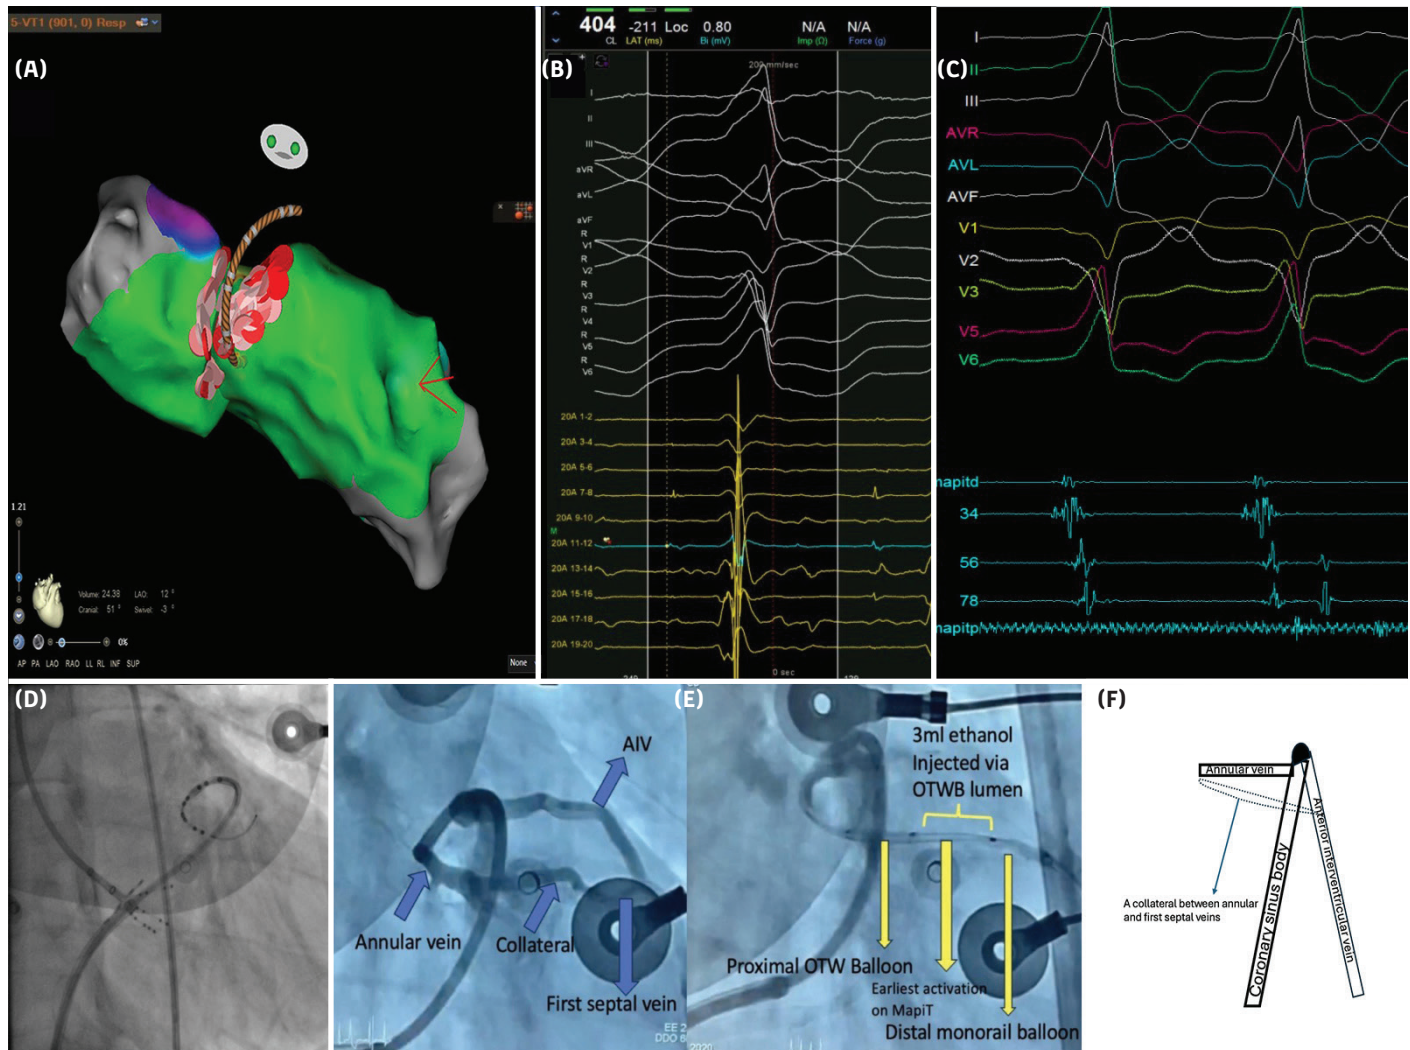 5-VT1 (901, 0) Resp
(A)
1.21
Volume: 24.38 LAO: 12 °
Cranial: 51 ° Swivel: -3 °
0%
AP PA LAO RAO LL RL INF SUP
None
(B)
404 -211 Loc 0.80 N/A N/A
CL LAT (ms) Bi (mV) Imp (Ω) Force (g)
200 mm/sec
I
II
III
aVR
aVL
aVF
R
V1
R
V2
R
V3
R
V4
R
V5
R
V6
20A 1-2
20A 3-4
20A 5-6
20A 7-8
20A 9-10
M
20A 11-12
20A 13-14
20A 15-16
20A 17-18
20A 19-20
0 sec
(C)
I
II
III
AVR
AVL
AVF
V1
V2
V3
V5
V6
mapitd
34
56
78
mapitp
(D)
AIV
Annular vein
Collateral
First septal vein
EE 2
DDO 6
(E)
3ml ethanol
Injected via
OTWB lumen
Proximal OTW Balloon
Earliest activation
on MapiT
Distal monorail balloon
2020
(F)
Annular vein
Anterior interventricular vein
Coronary sinus body
A collateral between annular
and first septal veins